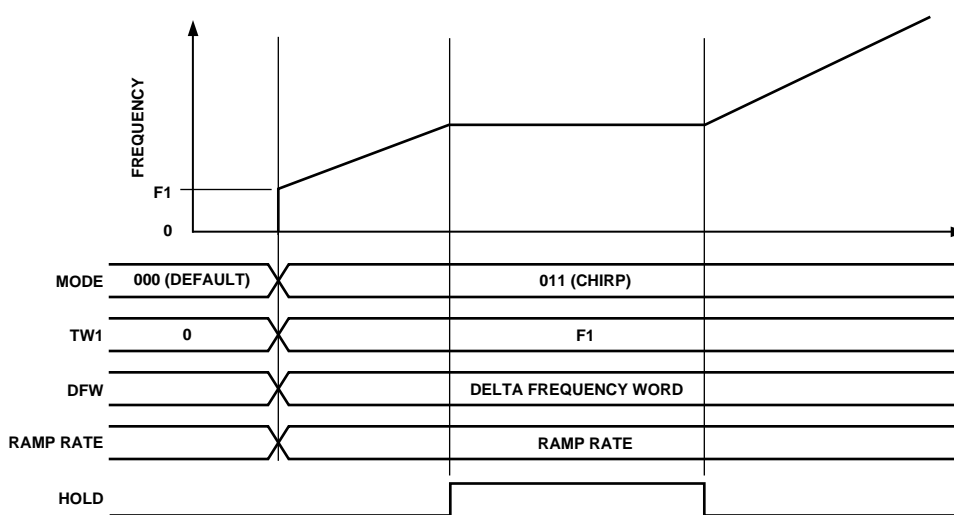 FREQUENCY
F1
0
MODE 000 (DEFAULT) 011 (CHIRP)
TW1 0 F1
DFW DELTA FREQUENCY WORD
RAMP RATE RAMP RATE
HOLD